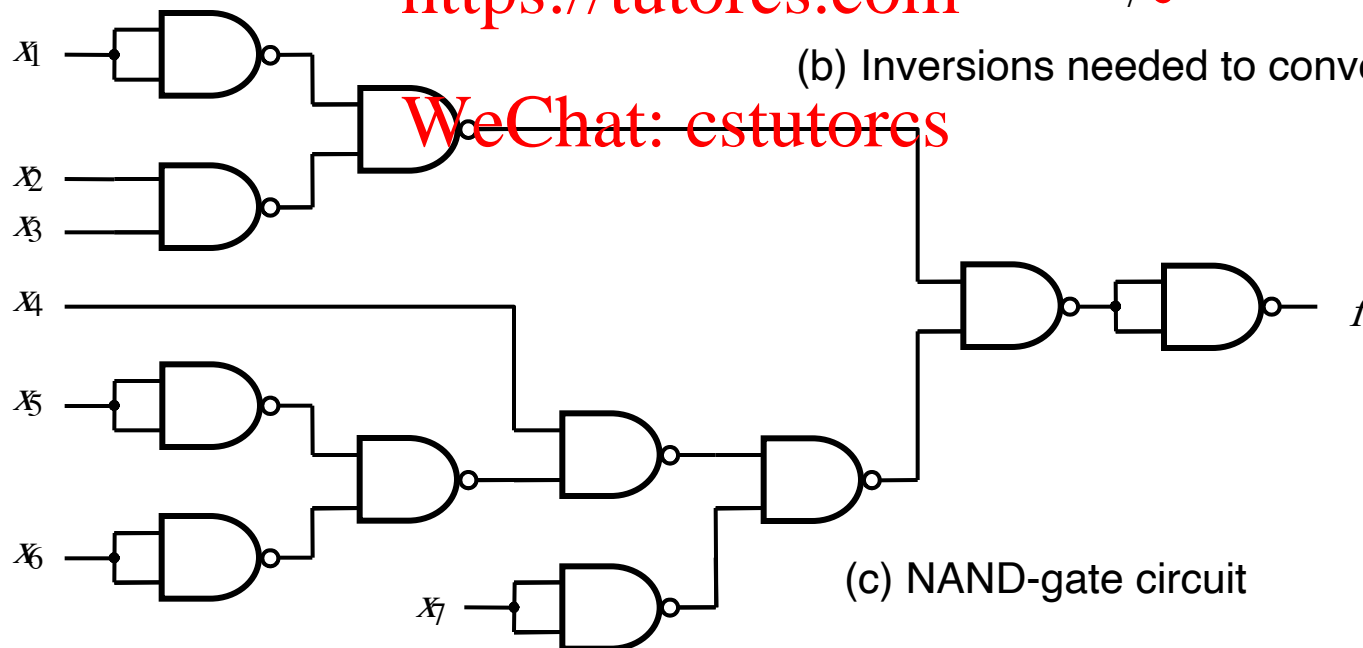 https://tutorcs.com
x1
(b) Inversions needed to conve
WeChat: cstutorcs
x2
x3
x4
f
x5
x6
(c) NAND-gate circuit
x7